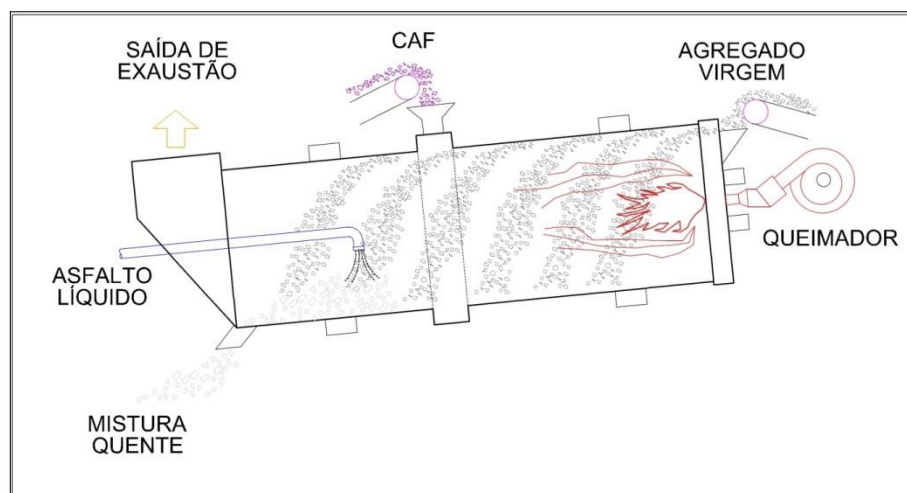 SAÍDA DE
EXAUSTÃO
CAF
AGREGADO
VIRGEM
QUEIMADOR
ASFALTO
LÍQUIDO
MISTURA
QUENTE